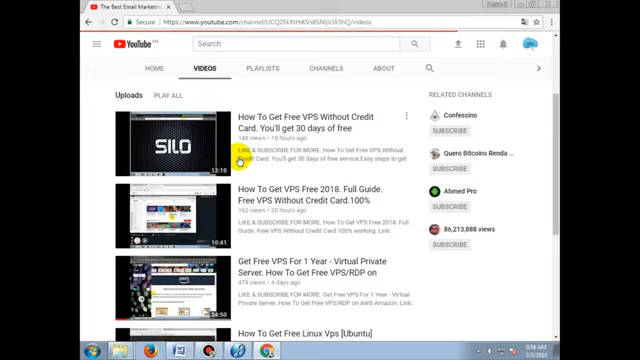 The Best Email Marketin
Secure
https://www.youtube.com/channel/UCQ2FkXtHiKVs8SNIjVJX5hQ/videos
YouTube VN
Search
HOME VIDEOS PLAYLISTS CHANNELS ABOUT
Uploads PLAY ALL
How To Get Free VPS Without Credit
Card. You'll get 30 days of free
148 views • 18 hours ago
LIKE & SUBSCRIBE FOR MORE. How To Get Free VPS Without
Credit Card. You'll get 30 days of free service.Easy steps to get
SILO
13:10
How To Get VPS Free 2018. Full Guide.
Free VPS Without Credit Card.100%
162 views • 20 hours ago
LIKE & SUBSCRIBE FOR MORE. How To Get VPS Free 2018. Full
Guide. Free VPS Without Credit Card.100% working. Link:
10:41
Get Free VPS For 1 Year - Virtual Private
Server. How To Get Free VPS/RDP on
474 views • 4 days ago
LIKE & SUBSCRIBE FOR MORE. Get Free VPS For 1 Year - Virtual
Private Server. How To Get Free VPS/RDP on AWS Amazon. Link:
24:50
How To Get Free Linux Vps [Ubuntu]
RELATED CHANNELS
Confessino
SUBSCRIBE
Quero Bitcoins Renda ...
SUBSCRIBE
Ahmed Pro
SUBSCRIBE
86,213,888 views
SUBSCRIBE
9:54 AM
3/3/2018